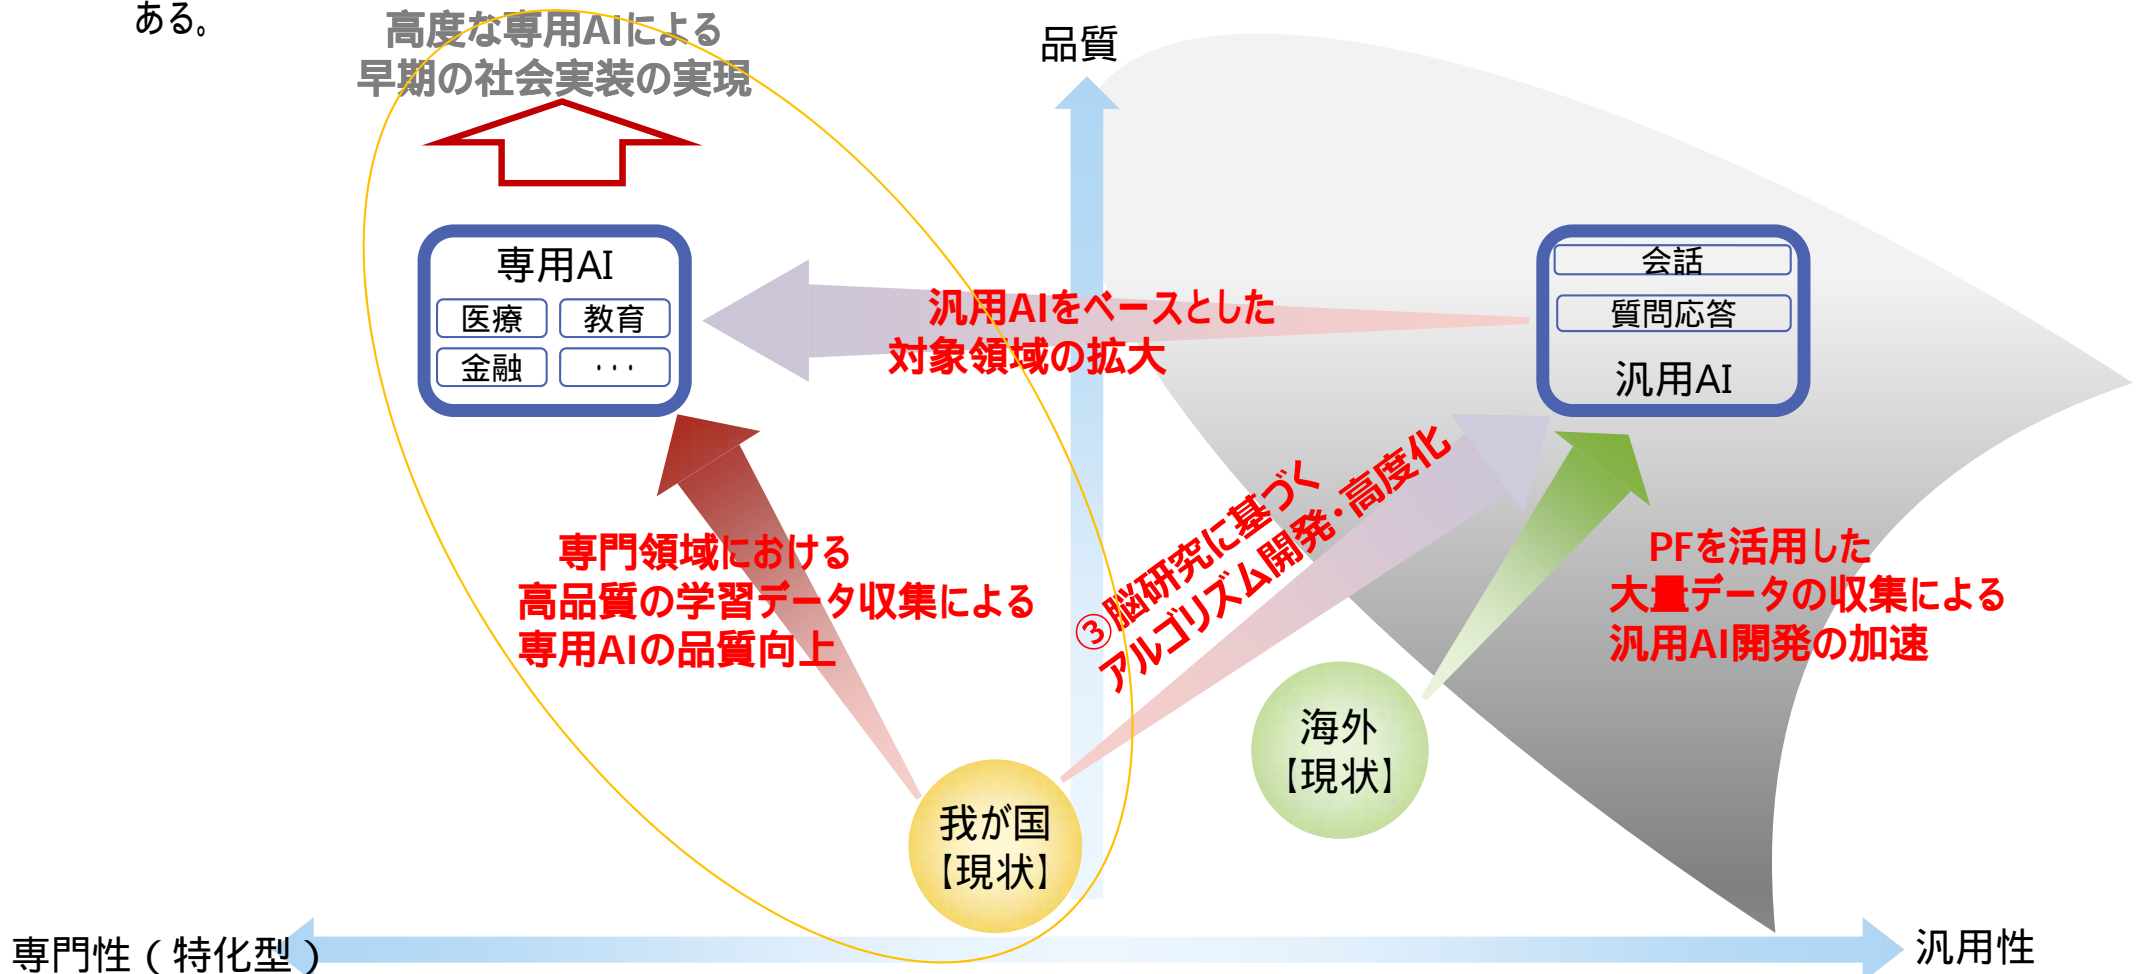 ある。
高度な専用AIによる
早期の社会実装の実現
品質
専用AI
医療
教育
金融
・・・
会話
質問応答
汎用AI
汎用AIをベースとした
対象領域の拡大
専門領域における
高品質の学習データ収集による
専用AIの品質向上
③脳研究に基づく
アルゴリズム開発・高度化
PFを活用した
大量データの収集による
汎用AI開発の加速
海外
【現状】
我が国
【現状】
専門性（特化型）
汎用性